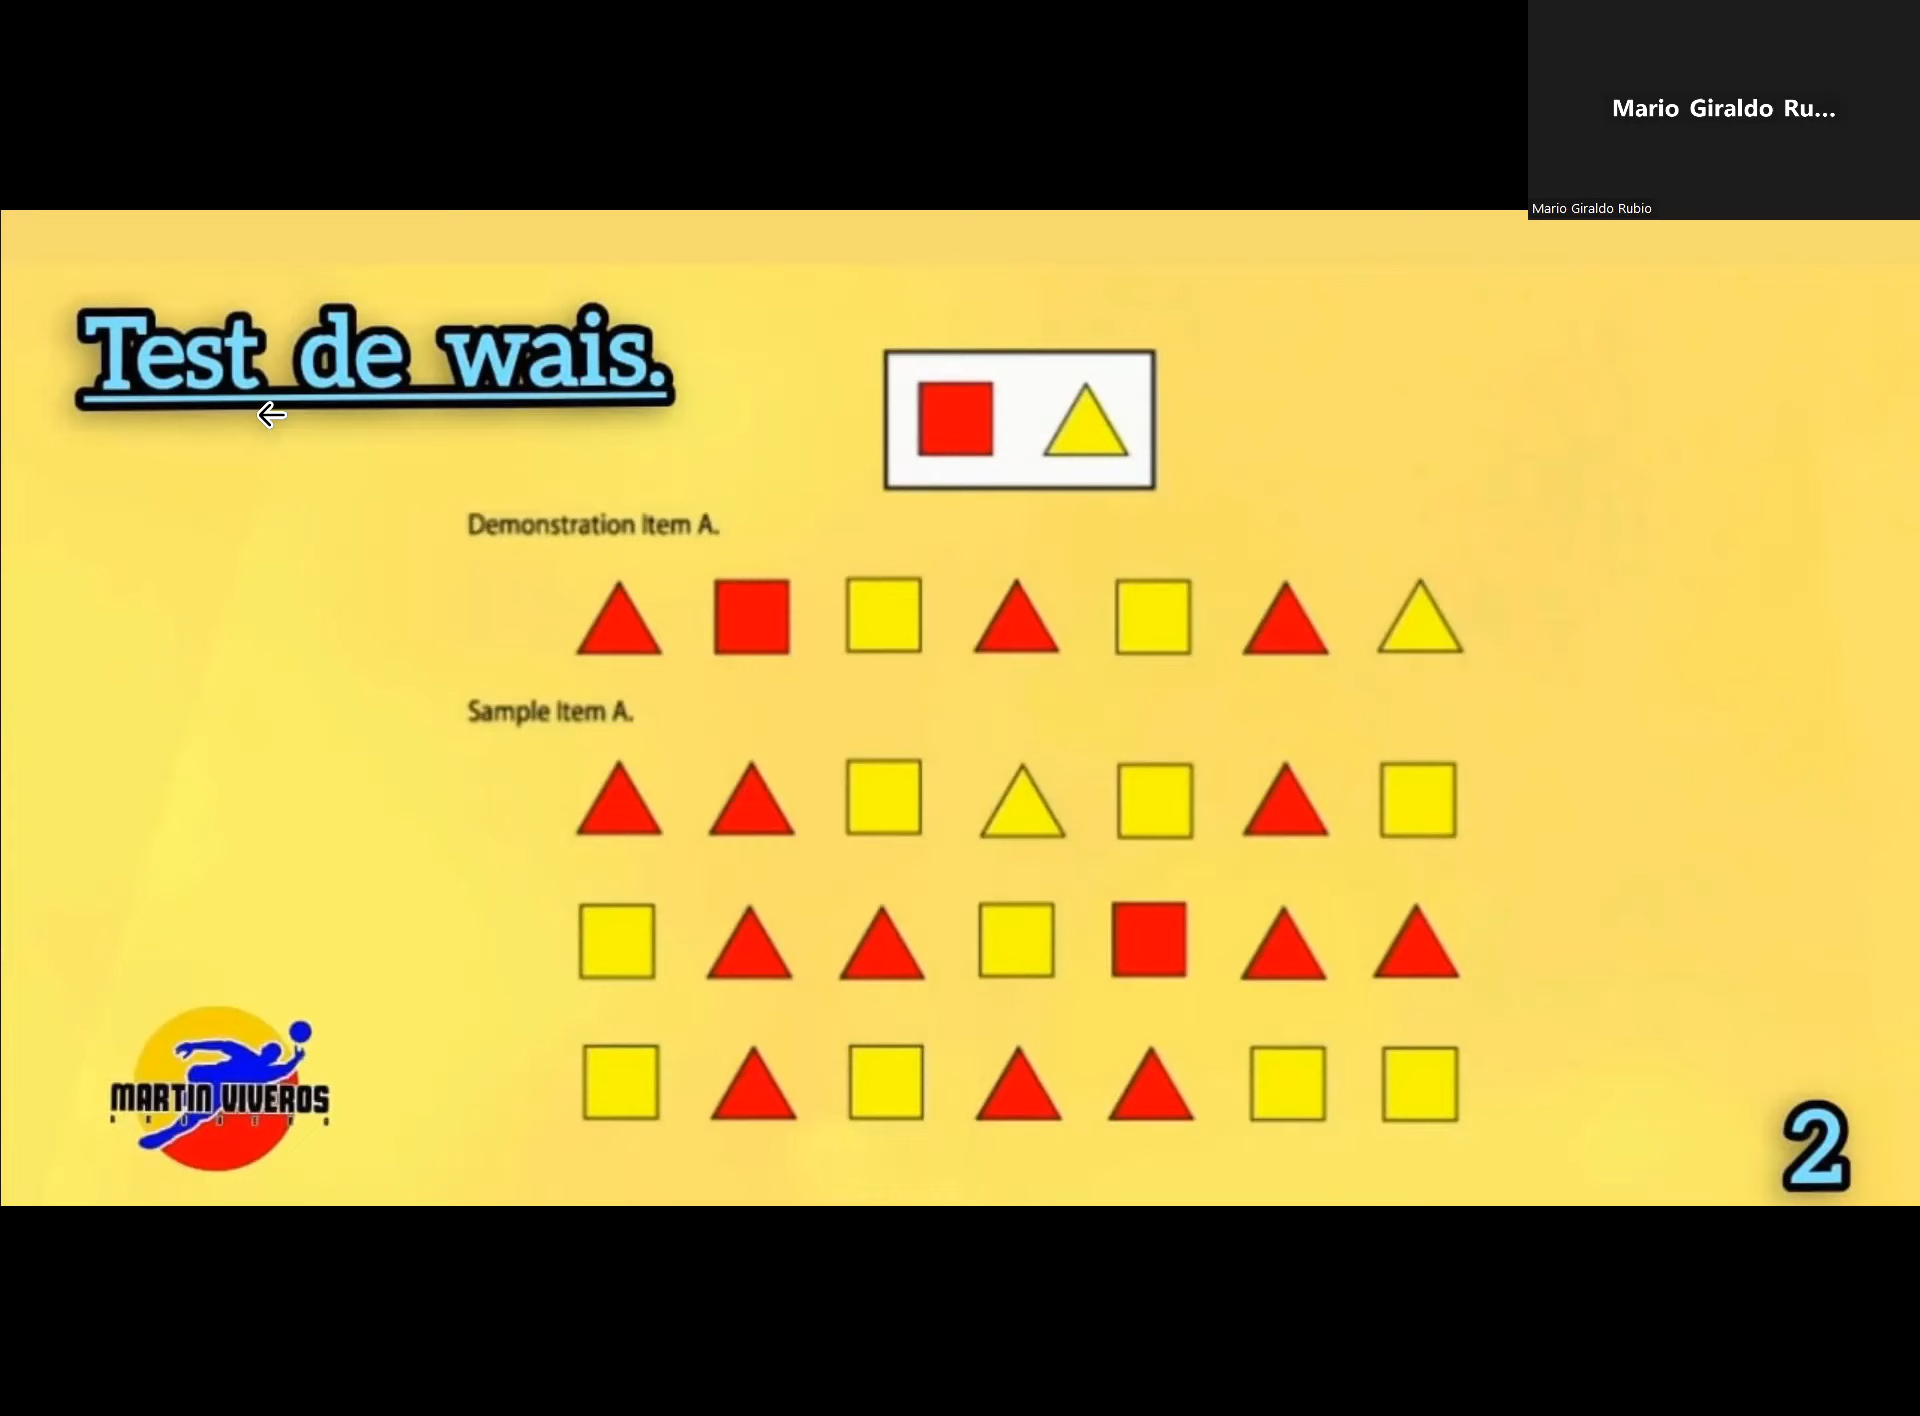 Mario Giraldo Ru...
Mario Giraldo Rubio
Test de wais.
Demonstration Item A.
Sample Item A.
MARTIN VIVEROS
2